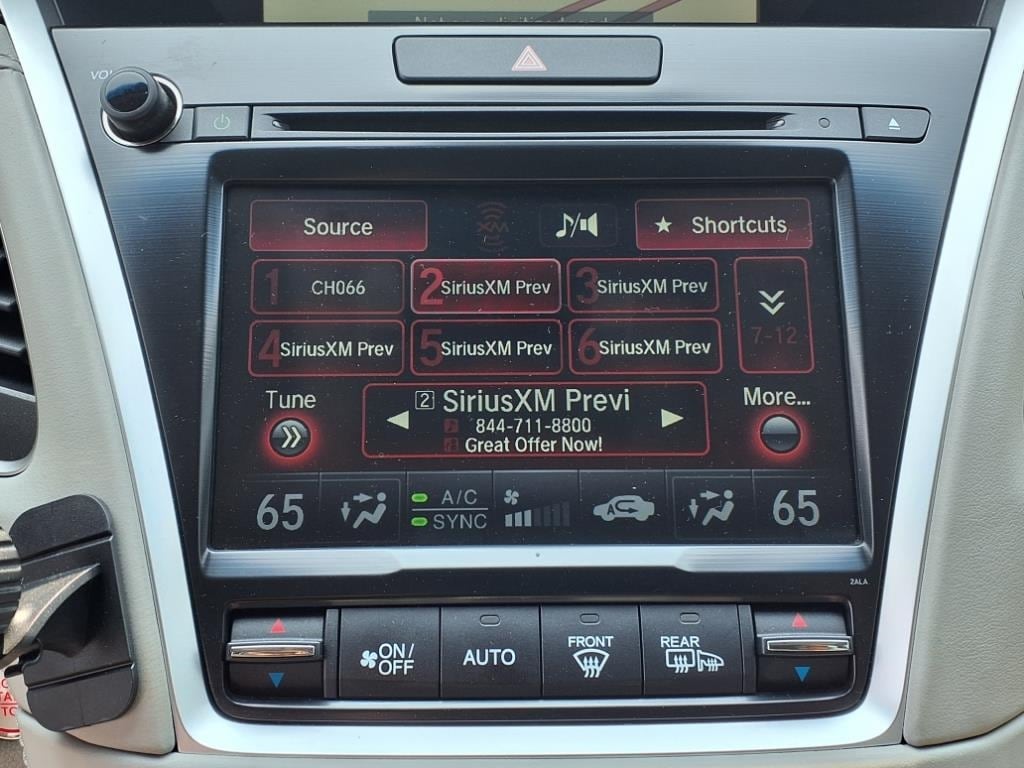 VOL
Source
XM
Shortcuts
1 CH066
2 SiriusXM Prev
3 SiriusXM Prev
7-12
4 SiriusXM Prev
5 SiriusXM Prev
6 SiriusXM Prev
Tune
2 SiriusXM Previ
More...
844-711-8800
Great Offer Now!
65
A/C
SYNC
A
65
2ALA
ON/
OFF
AUTO
FRONT
REAR